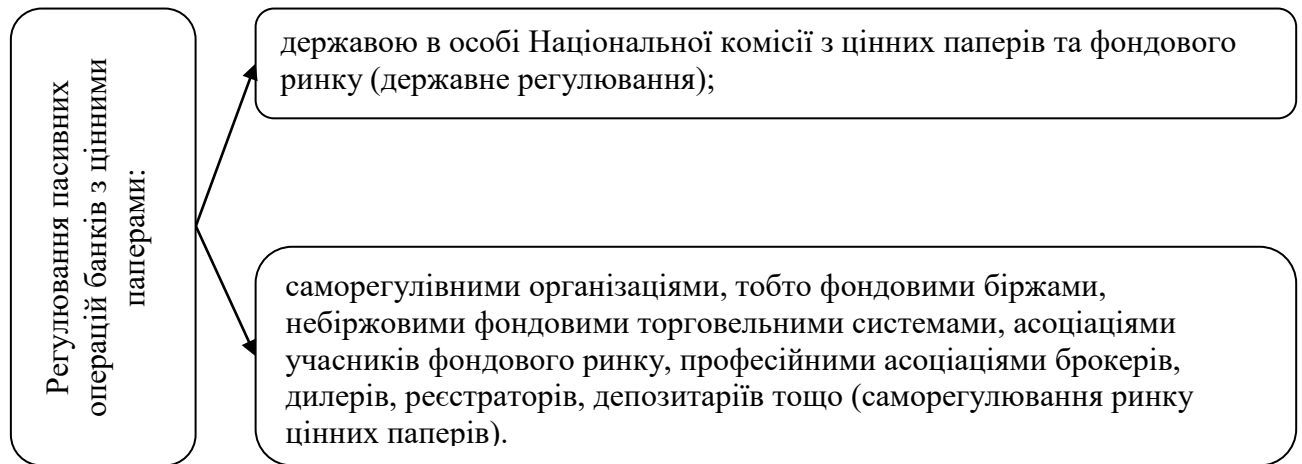 Регулювання пасивних
операцій банків з цінними
паперами:
державою в особі Національної комісії з цінних паперів та фондового
ринку (державне регулювання);
саморегулівними організаціями, тобто фондовими біржами,
небіржовими фондовими торговельними системами, асоціаціями
учасників фондового ринку, професійними асоціаціями брокерів,
дилерів, реєстраторів, депозитаріїв тощо (саморегулювання ринку
цінних паперів).